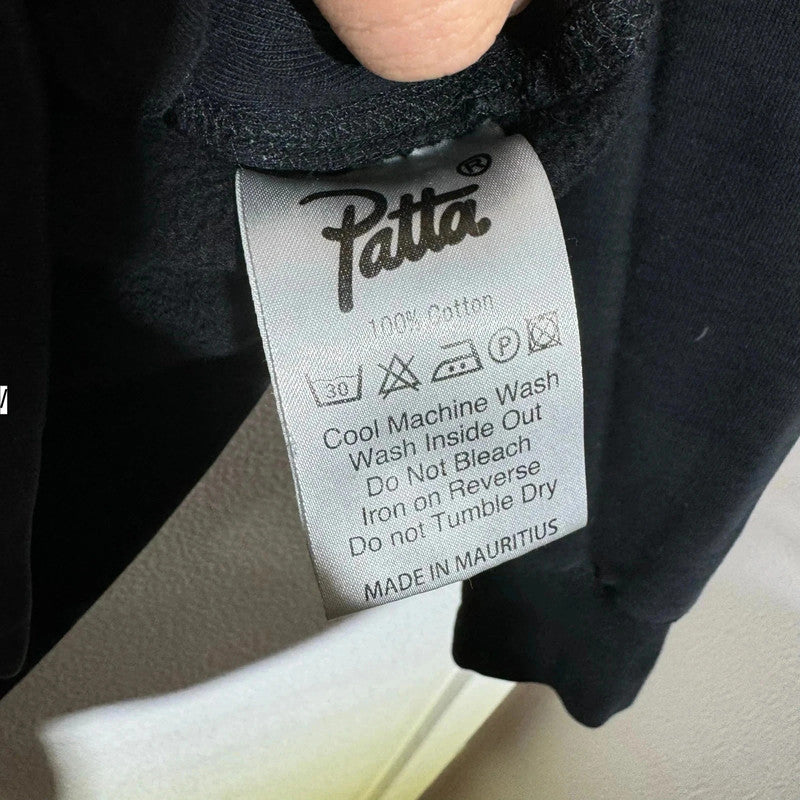 Patta®
100% Cotton
30 P
Cool Machine Wash
Wash Inside Out
Do Not Bleach
Iron on Reverse
Do not Tumble Dry
MADE IN MAURITIUS